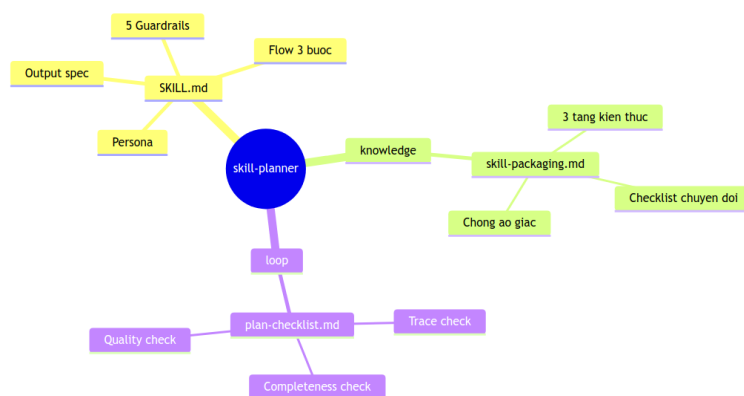 5 Guardrails
Flow 3 buoc
Output spec
SKILL.md
Persona
3 tang kien thuc
knowledge
skill-packaging.md
skill-planner
Checklist chuyen doi
Chong ao giac
loop
plan-checklist.md
Trace check
Quality check
Completeness check